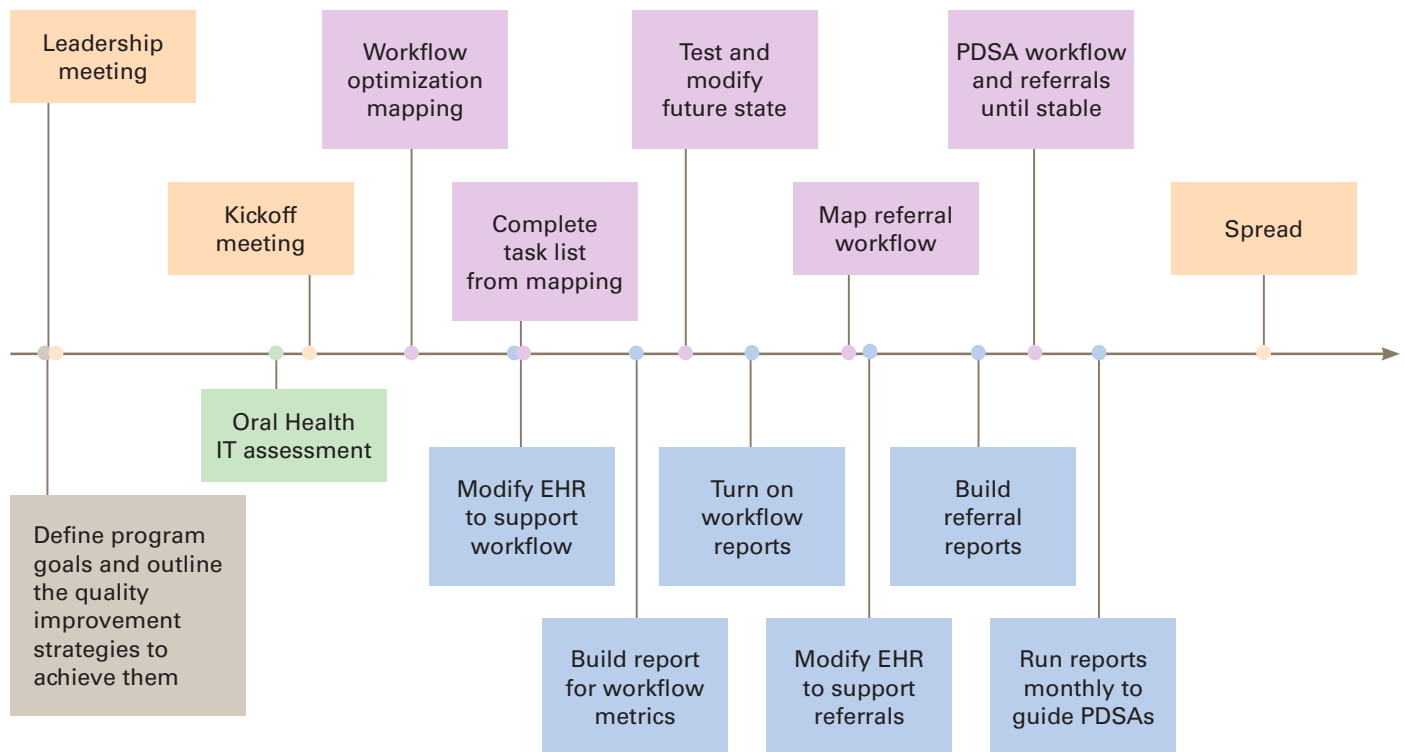 Leadership
meeting
Workflow
optimization
mapping
Test and
modify
future state
PDSA workflow
and referrals
until stable
Kickoff
meeting
Complete
task list
from mapping
Map referral
workflow
Spread
Oral Health
IT assessment
Modify EHR
to support
workflow
Turn on
workflow
reports
Build
referral
reports
Define program
goals and outline
the quality
improvement
strategies to
achieve them
Build report
for workflow
metrics
Modify EHR
to support
referrals
Run reports
monthly to
guide PDSAs